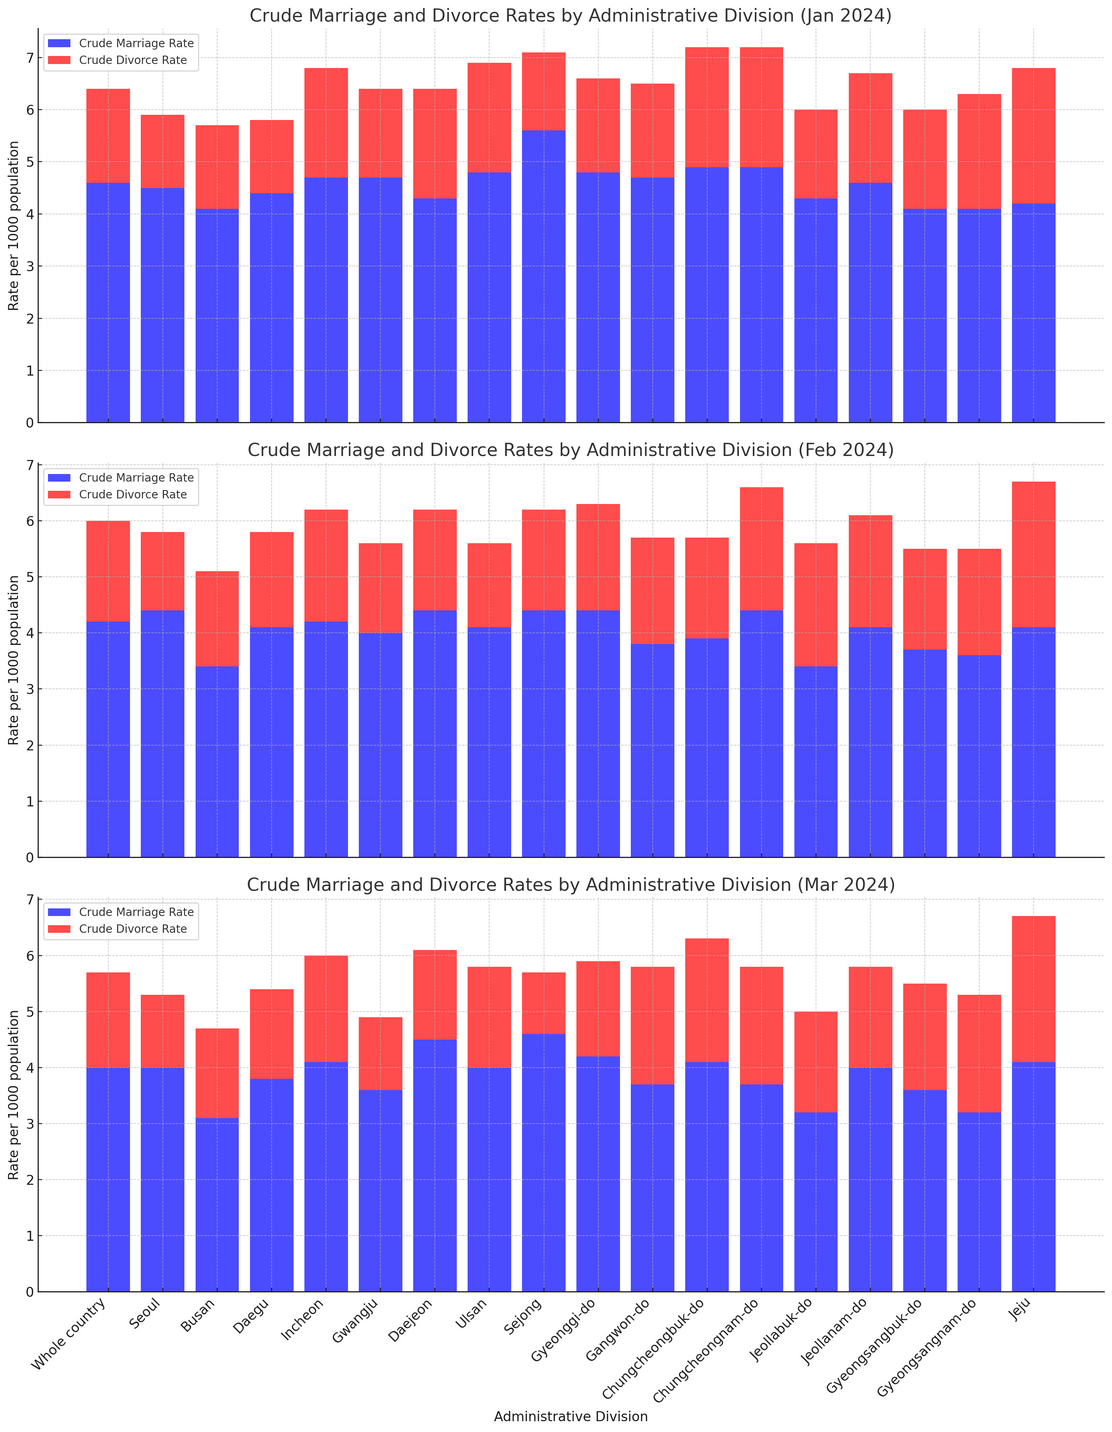 Crude Marriage and Divorce Rates by Administrative Division (Jan 2024)
Crude Marriage Rate
Crude Divorce Rate
Rate per 1000 population
7
6
5
4
3
2
1
0
Crude Marriage and Divorce Rates by Administrative Division (Feb 2024)
Crude Marriage Rate
Crude Divorce Rate
Rate per 1000 population
7
6
5
4
3
2
1
0
Crude Marriage and Divorce Rates by Administrative Division (Mar 2024)
Crude Marriage Rate
Crude Divorce Rate
Rate per 1000 population
7
6
5
4
3
2
1
0
Whole country
Seoul
Busan
Daegu
Incheon
Gwangju
Daejeon
Ulsan
Sejong
Gyeonggi-do
Gangwon-do
Chungcheongbuk-do
Chungcheongnam-do
Jeollabuk-do
Jeollanam-do
Gyeongsangbuk-do
Gyeongsangnam-do
Jeju
Administrative Division